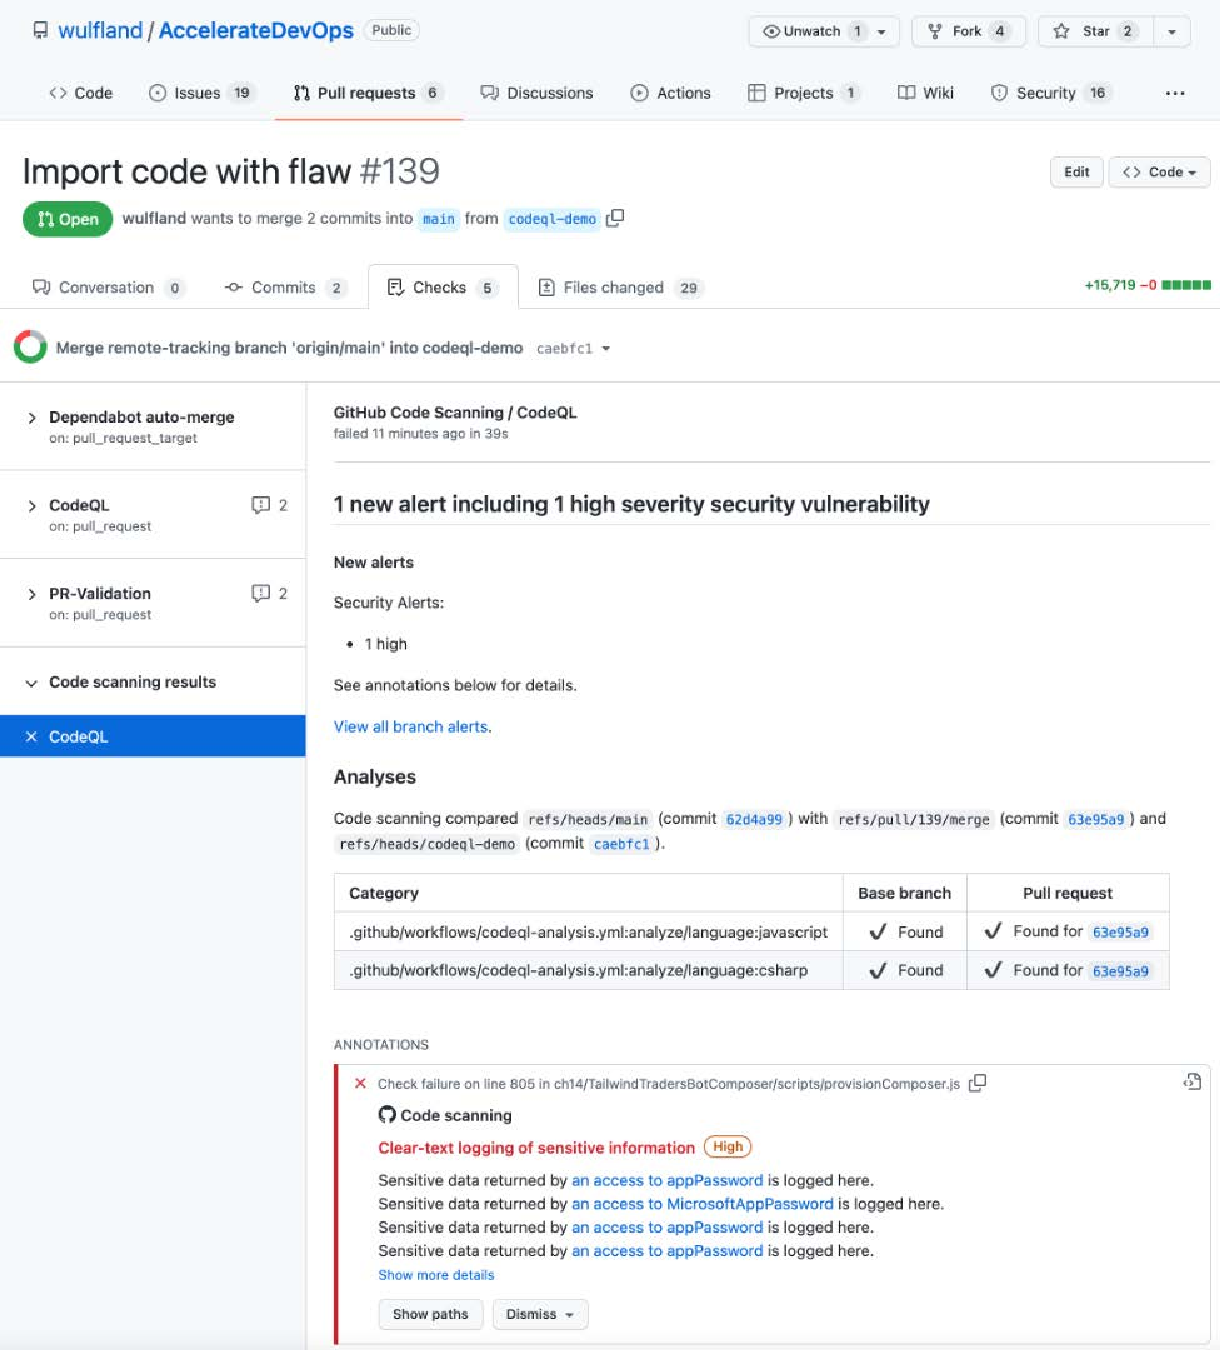 wulfland / AccelerateDevOps Public
Unwatch 1 Fork 4 Star 2
Code Issues 19 Pull requests 6 Discussions Actions Projects 1 Wiki Security 16 ...
Import code with flaw #139
Edit Code
Open wulfland wants to merge 2 commits into main from codeql-demo
Conversation 0 Commits 2 Checks 5 Files changed 29 +15,719 −0
Merge remote-tracking branch 'origin/main' into codeql-demo caebfc1
Dependabot auto-merge
on: pull_request_target
CodeQL 2
on: pull_request
PR-Validation 2
on: pull_request
Code scanning results
CodeQL
GitHub Code Scanning / CodeQL
failed 11 minutes ago in 39s
1 new alert including 1 high severity security vulnerability
New alerts
Security Alerts:
• 1 high
See annotations below for details.
View all branch alerts.
Analyses
Code scanning compared refs/heads/main (commit 62d4a99 ) with refs/pull/139/merge (commit 63e95a9 ) and
refs/heads/codeql-demo (commit caebfc1 ).
Category Base branch Pull request
.github/workflows/codeql-analysis.yml:analyze/language:javascript ✓ Found ✓ Found for 63e95a9
.github/workflows/codeql-analysis.yml:analyze/language:csharp ✓ Found ✓ Found for 63e95a9
ANNOTATIONS
Check failure on line 805 in ch14/TailwindTradersBotComposer/scripts/provisionComposer.js
Code scanning
Clear-text logging of sensitive information High
Sensitive data returned by an access to appPassword is logged here.
Sensitive data returned by an access to MicrosoftAppPassword is logged here.
Sensitive data returned by an access to appPassword is logged here.
Sensitive data returned by an access to appPassword is logged here.
Show more details
Show paths Dismiss